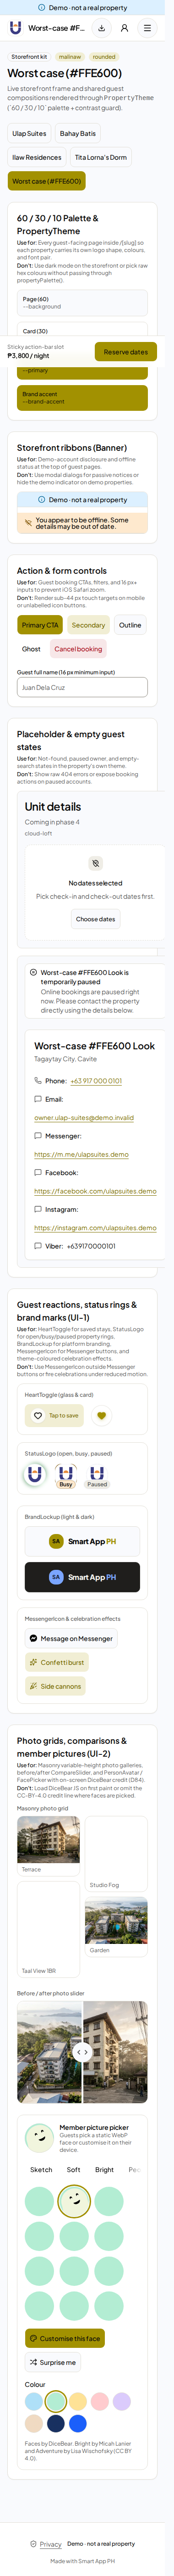 Demo · not a real property
Worst-case #F...
Storefront kit
malinaw
rounded
Worst case (#FFE600)
Live storefront frame and shared guest
compositions rendered through PropertyTheme
(`60 / 30 / 10` palette + contrast guard).
Ulap Suites
Bahay Batis
Ilaw Residences
Tita Lorna's Dorm
Worst case (#FFE600)
60 / 30 / 10 Palette &
PropertyTheme
Use for: Every guest-facing page inside /[slug] so
each property carries its own logo shape, colours,
and font pair.
Don't: Use dark mode on the storefront or pick raw
hex colours without passing through
propertyPalette().
Page (60)
--background
Card (30)
Sticky action-bar slot
₱3,800 / night
Reserve dates
--primary
Brand accent
--brand-accent
Storefront ribbons (Banner)
Use for: Demo-account disclosure and offline
status at the top of guest pages.
Don't: Use modal dialogs for passive notices or
hide the demo indicator on demo properties.
Demo · not a real property
You appear to be offline. Some
details may be out of date.
Action & form controls
Use for: Guest booking CTAs, filters, and 16 px+
inputs to prevent iOS Safari zoom.
Don't: Render sub-44 px touch targets on mobile
or unlabelled icon buttons.
Primary CTA
Secondary
Outline
Ghost
Cancel booking
Guest full name (16 px minimum input)
Juan Dela Cruz
Placeholder & empty guest
states
Use for: Not-found, paused owner, and empty-
search states in the property's own theme.
Don't: Show raw 404 errors or expose booking
actions on paused accounts.
Unit details
Coming in phase 4
cloud-left
No dates selected
Pick check-in and check-out dates first.
Choose dates
Worst-case #FFE600 Look is
temporarily paused
Online bookings are paused right
now. Please contact the property
directly using the details below.
Worst-case #FFE600 Look
Tagaytay City, Cavite
Phone: +63 917 000 0101
Email:
owner.ulap-suites@demo.invalid
Messenger:
https://m.me/ulapsuites.demo
Facebook:
https://facebook.com/ulapsuites.demo
Instagram:
https://instagram.com/ulapsuites.demo
Viber: +639170000101
Guest reactions, status rings &
brand marks (UI-1)
Use for: HeartToggle for saved stays, StatusLogo
for open/busy/paused property rings,
BrandLockup for platform branding,
MessengerIcon for Messenger buttons, and
theme-coloured celebration effects.
Don't: Use MessengerIcon outside Messenger
buttons or fire celebrations under reduced motion.
HeartToggle (glass & card)
Tap to save
StatusLogo (open, busy, paused)
Busy
Paused
BrandLockup (light & dark)
SA
Smart App PH
SA
Smart App PH
MessengerIcon & celebration effects
Message on Messenger
Confetti burst
Side cannons
Photo grids, comparisons &
member pictures (UI-2)
Use for: Masonry variable-height photo galleries,
before/after CompareSlider, and PersonAvatar /
FacePicker with on-screen DiceBear credit (D84).
Don't: Load DiceBear JS on first paint or omit the
CC-BY-4.0 credit line where faces are picked.
Masonry photo grid
Terrace
Studio Fog
Taal View 1BR
Garden
Before / after photo slider
Member picture picker
Guests pick a static WebP
face or customise it on their
device.
Sketch
Soft
Bright
Customise this face
Surprise me
Colour
Faces by DiceBear. Bright by Micah Lanier
and Adventure by Lisa Wischofsky (CC BY
4.0).
Privacy
Demo · not a real property
Made with Smart App PH